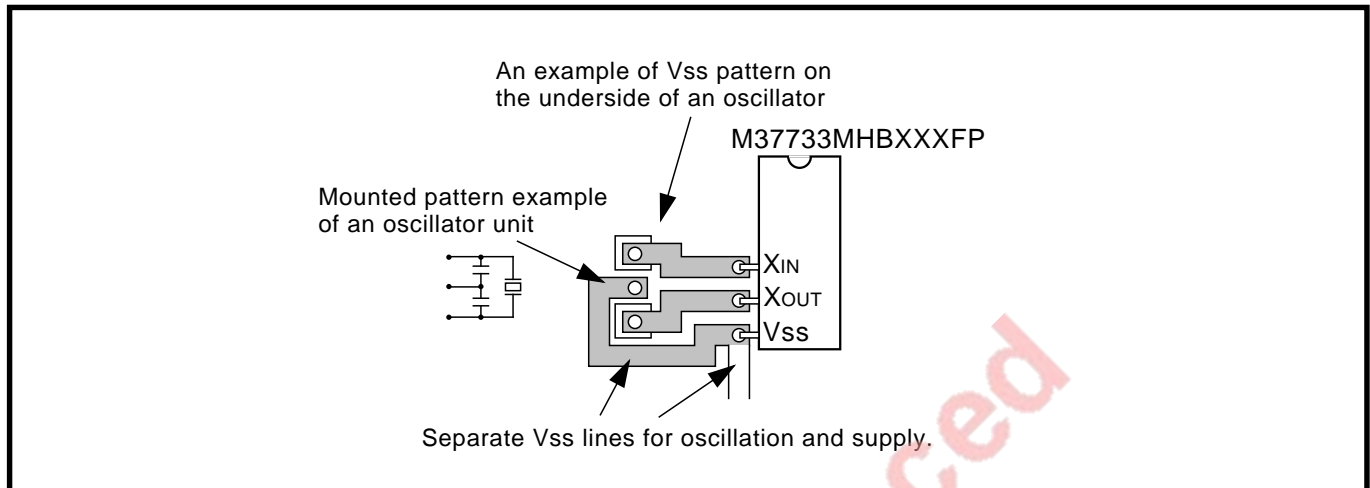 An example of Vss pattern on
the underside of an oscillator
M37733MHBXXXFP
Mounted pattern example
of an oscillator unit
XIN
XOUT
Vss
Separate Vss lines for oscillation and supply.